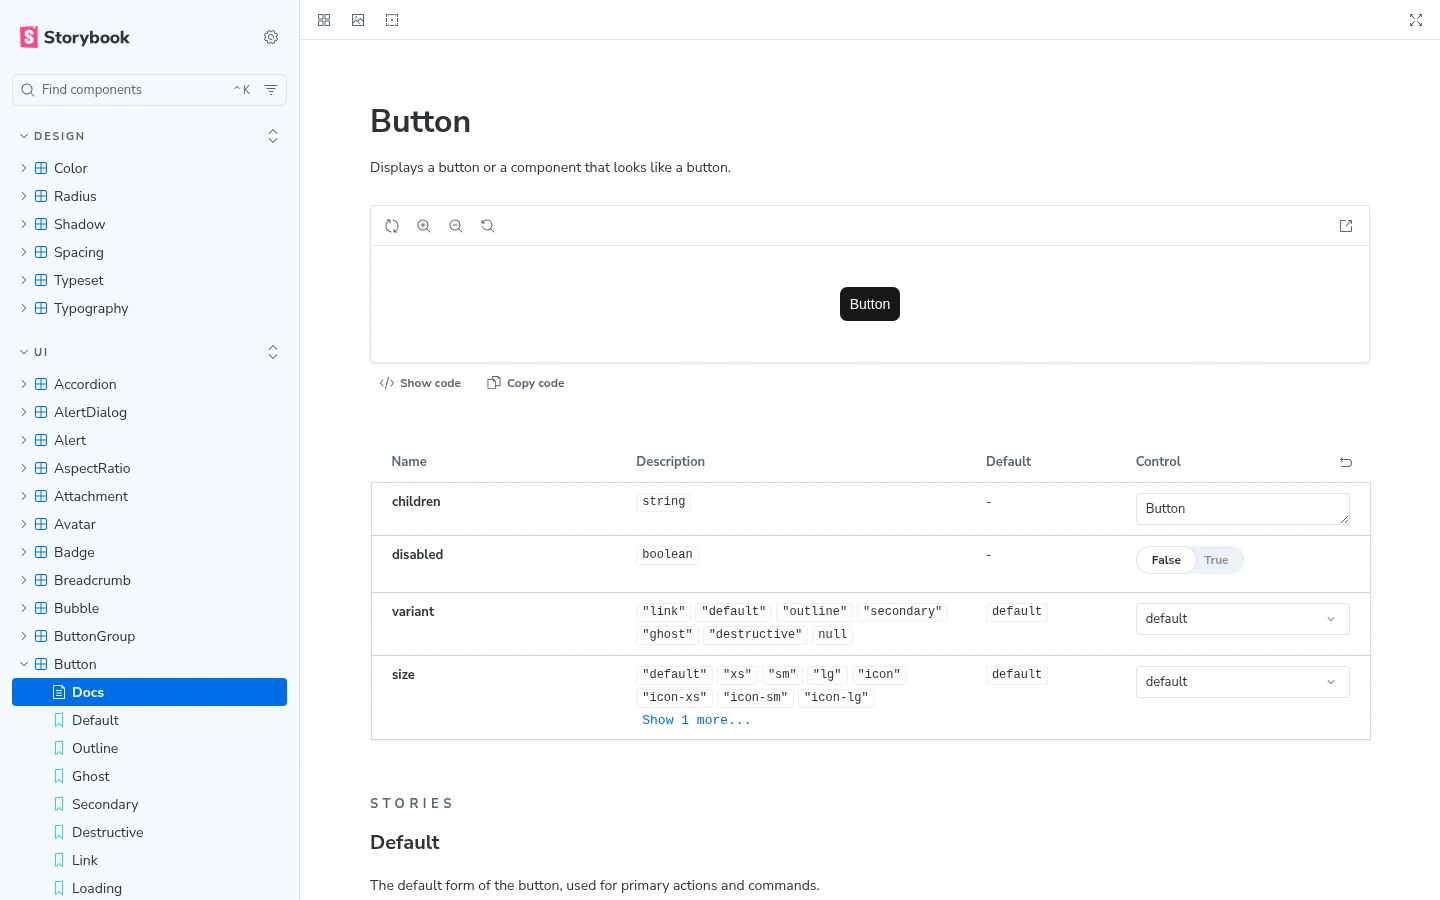 Storybook
Find components
⌃ K
DESIGN
Color
Radius
Shadow
Spacing
Typeset
Typography
UI
Accordion
AlertDialog
Alert
AspectRatio
Attachment
Avatar
Badge
Breadcrumb
Bubble
ButtonGroup
Button
Docs
Default
Outline
Ghost
Secondary
Destructive
Link
Loading
Button
Displays a button or a component that looks like a button.
Button
Show code Copy code
Name Description Default Control
children string - Button
disabled boolean - False True
variant "link" "default" "outline" "secondary" default default
"ghost" "destructive" null
size "default" "xs" "sm" "lg" "icon" default default
"icon-xs" "icon-sm" "icon-lg"
Show 1 more...
STORIES
Default
The default form of the button, used for primary actions and commands.